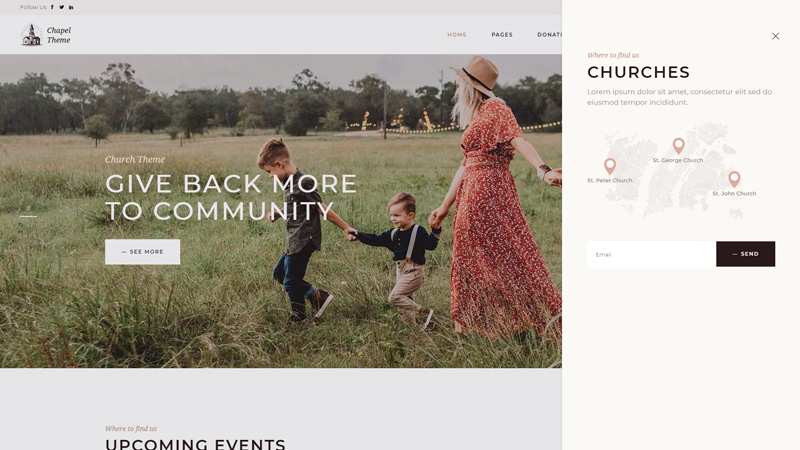 Follow Us
Chapel
Theme
HOME
PAGES
DONATI
Church Theme
GIVE BACK MORE
TO COMMUNITY
— SEE MORE
Where to find us
UPCOMING EVENTS
Where to find us
CHURCHES
Lorem ipsum dolor sit amet, consectetur elit sed do
eiusmod tempor incididunt.
St. George Church
St. Peter Church
St. John Church
Email
— SEND